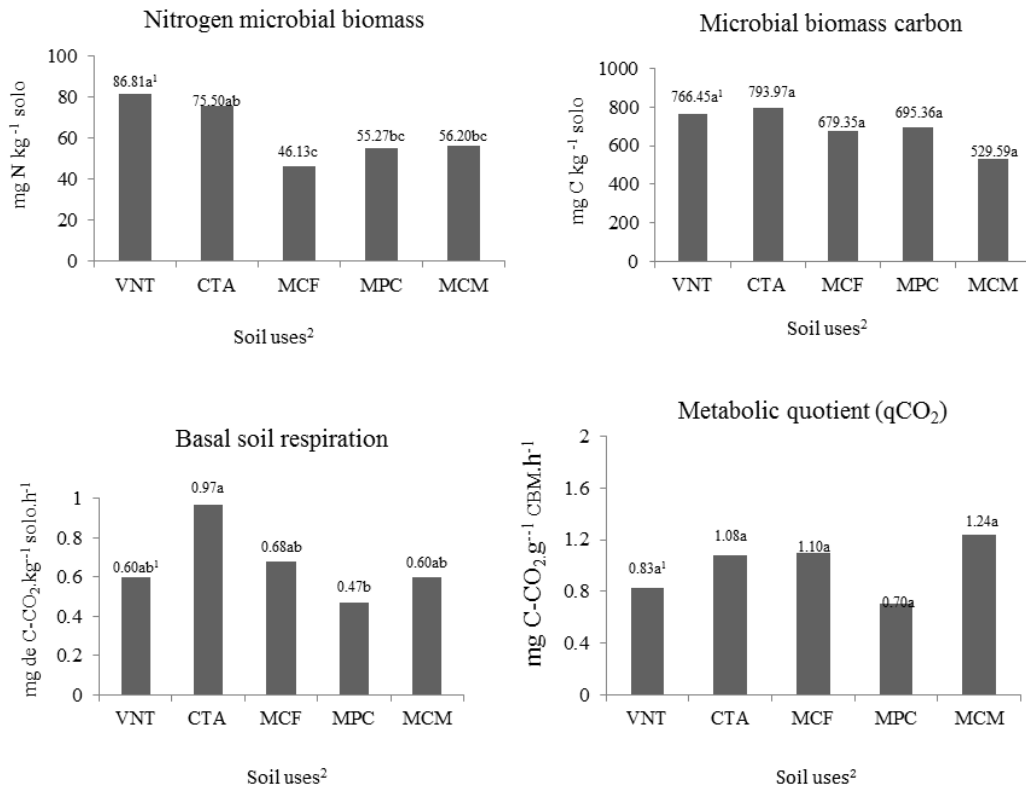 Nitrogen microbial biomass
mg N kg⁻¹ solo
100
80
60
40
20
0
86.81a¹
75.50ab
46.13c
55.27bc
56.20bc
VNT CTA MCF MPC MCM
Soil uses²
Microbial biomass carbon
mg C kg⁻¹ solo
1000
800
600
400
200
0
766.45a¹
793.97a
679.35a
695.36a
529.59a
VNT CTA MCF MPC MCM
Soil uses²
Basal soil respiration
mg de C-CO₂.kg⁻¹ solo.h⁻¹
1
0.8
0.6
0.4
0.2
0
0.60ab¹
0.97a
0.68ab
0.47b
0.60ab
VNT CTA MCF MPC MCM
Soil uses²
Metabolic quotient (qCO₂)
mg C-CO₂.g⁻¹ CBM.h⁻¹
2
1.6
1.2
0.8
0.4
0
0.83a¹
1.08a
1.10a
0.70a
1.24a
VNT CTA MCF MPC MCM
Soil uses²